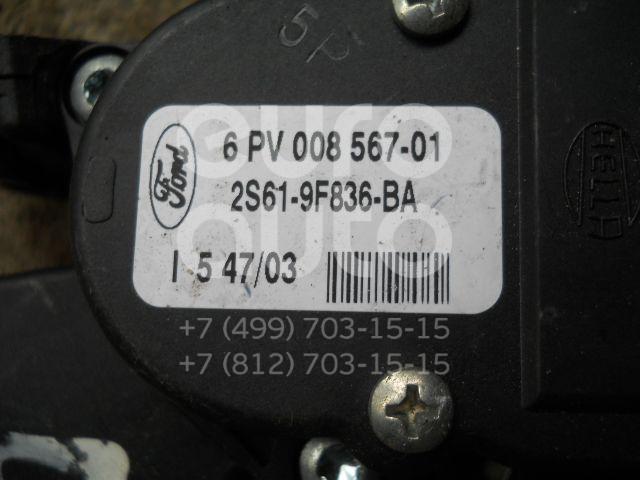 5P
6 PV 008 567-01
Ford
2S61-9F836-BA
I 5 47/03
HELLA
euro
auto
+7 (499) 703-15-15
+7 (812) 703-15-15